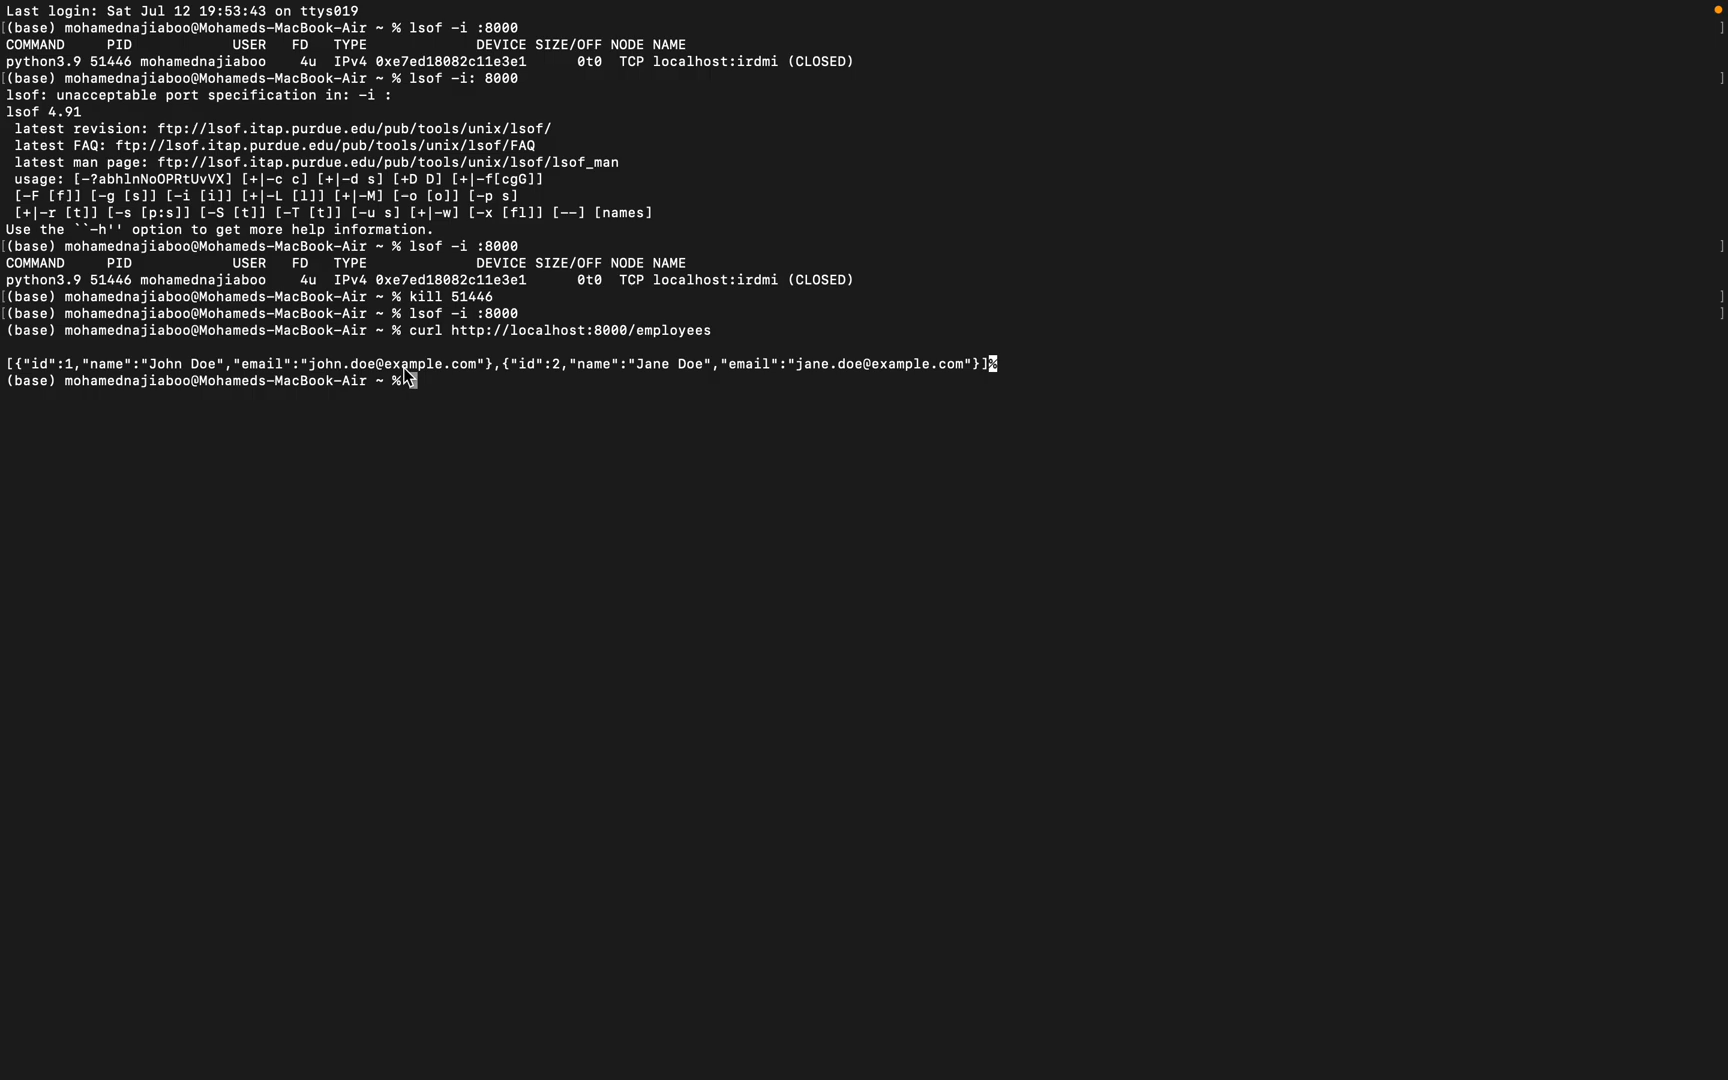 Last login: Sat Jul 12 19:53:43 on ttys019
[(base) mohamednajiaboo@Mohameds-MacBook-Air ~ % lsof -i :8000 ]
COMMAND PID USER FD TYPE DEVICE SIZE/OFF NODE NAME
python3.9 51446 mohamednajiaboo 4u IPv4 0xe7ed18082c11e3e1 0t0 TCP localhost:irdmi (CLOSED)
[(base) mohamednajiaboo@Mohameds-MacBook-Air ~ % lsof -i: 8000 ]
lsof: unacceptable port specification in: -i :
lsof 4.91
latest revision: ftp://lsof.itap.purdue.edu/pub/tools/unix/lsof/
latest FAQ: ftp://lsof.itap.purdue.edu/pub/tools/unix/lsof/FAQ
latest man page: ftp://lsof.itap.purdue.edu/pub/tools/unix/lsof/lsof_man
usage: [-?abhlnNoOPRtUvVX] [+|-c c] [+|-d s] [+D D] [+|-f[cgG]]
[-F [f]] [-g [s]] [-i [i]] [+|-L [l]] [+|-M] [-o [o]] [-p s]
[+|-r [t]] [-s [p:s]] [-S [t]] [-T [t]] [-u s] [+|-w] [-x [fl]] [--] [names]
Use the ``-h'' option to get more help information.
[(base) mohamednajiaboo@Mohameds-MacBook-Air ~ % lsof -i :8000 ]
COMMAND PID USER FD TYPE DEVICE SIZE/OFF NODE NAME
python3.9 51446 mohamednajiaboo 4u IPv4 0xe7ed18082c11e3e1 0t0 TCP localhost:irdmi (CLOSED)
[(base) mohamednajiaboo@Mohameds-MacBook-Air ~ % kill 51446 ]
[(base) mohamednajiaboo@Mohameds-MacBook-Air ~ % lsof -i :8000 ]
(base) mohamednajiaboo@Mohameds-MacBook-Air ~ % curl http://localhost:8000/employees
[{"id":1,"name":"John Doe","email":"john.doe@example.com"},{"id":2,"name":"Jane Doe","email":"jane.doe@example.com"}]%
(base) mohamednajiaboo@Mohameds-MacBook-Air ~ %